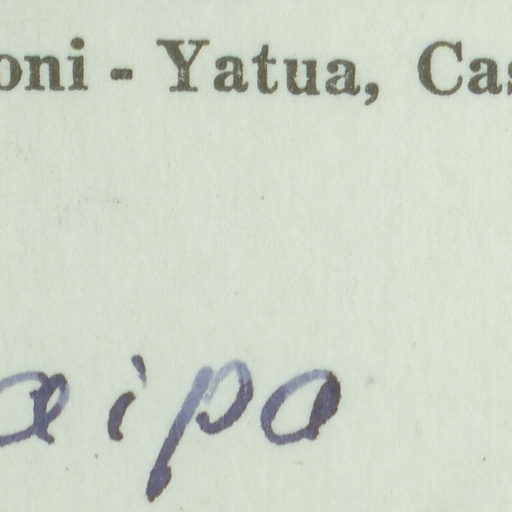 oni - Yatua, Cas
aipo